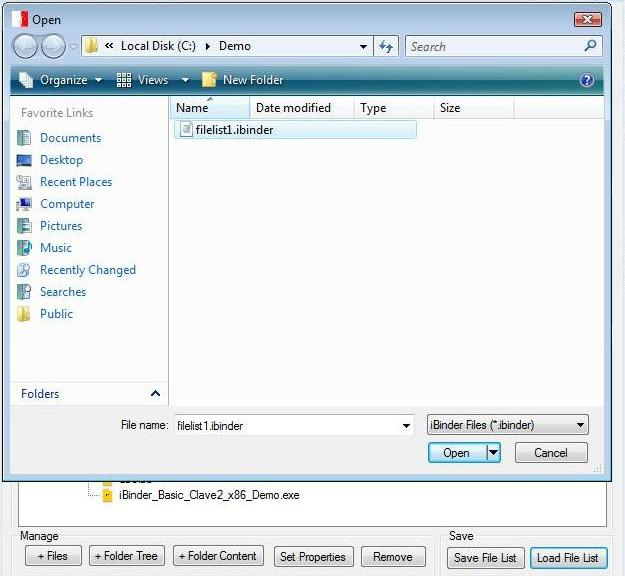 Open
« Local Disk (C:) Demo
Search
Organize Views New Folder
Favorite Links
Name Date modified Type Size
filelist1.ibinder
Documents
Desktop
Recent Places
Computer
Pictures
Music
Recently Changed
Searches
Public
Folders
File name: filelist1.ibinder iBinder Files (*.ibinder)
Open Cancel
iBinder_Basic_Clave2_x86_Demo.exe
Manage Save
+ Files + Folder Tree + Folder Content Set Properties Remove Save File List Load File List